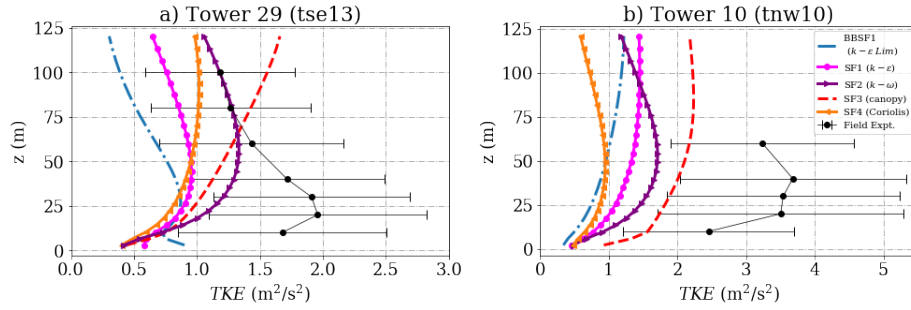 a) Tower 29 (tse13)
125
100
75
50
25
0
z (m)
0.0 0.5 1.0 1.5 2.0 2.5 3.0
TKE (m²/s²)
b) Tower 10 (tnw10)
125
100
75
50
25
0
z (m)
0 1 2 3 4 5
TKE (m²/s²)
BBSF1
(k − ε Lim)
SF1 (k − ε)
SF2 (k − ω)
SF3 (canopy)
SF4 (Coriolis)
Field Expt.